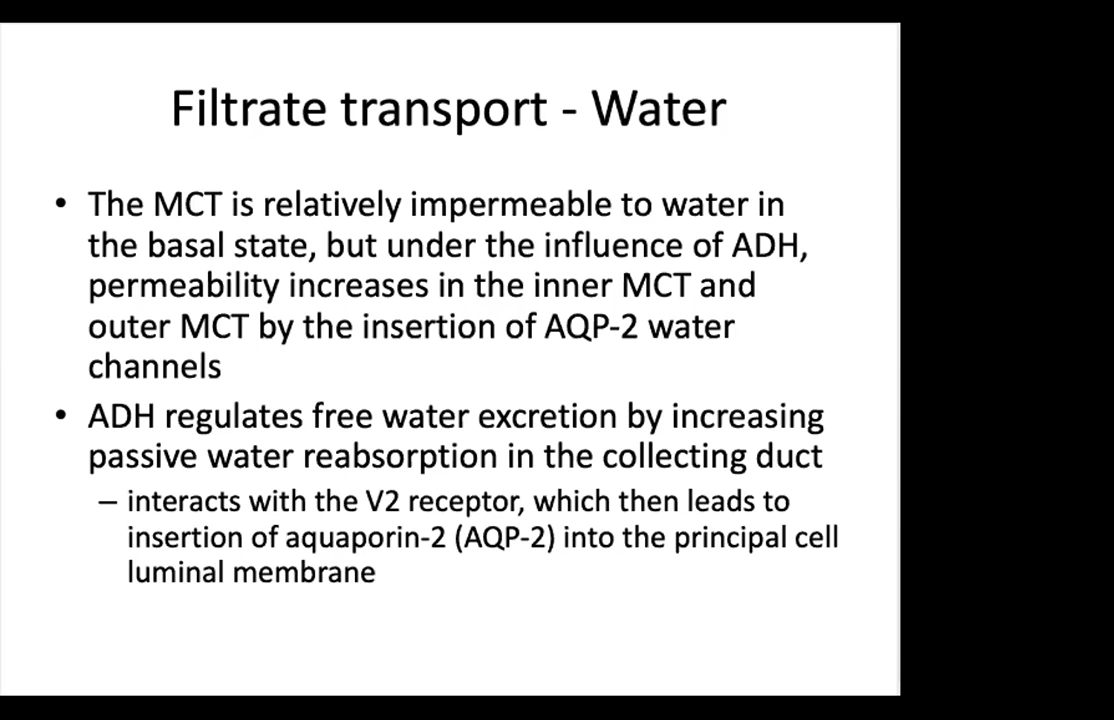 Filtrate transport - Water
• The MCT is relatively impermeable to water in
the basal state, but under the influence of ADH,
permeability increases in the inner MCT and
outer MCT by the insertion of AQP-2 water
channels
• ADH regulates free water excretion by increasing
passive water reabsorption in the collecting duct
– interacts with the V2 receptor, which then leads to
insertion of aquaporin-2 (AQP-2) into the principal cell
luminal membrane